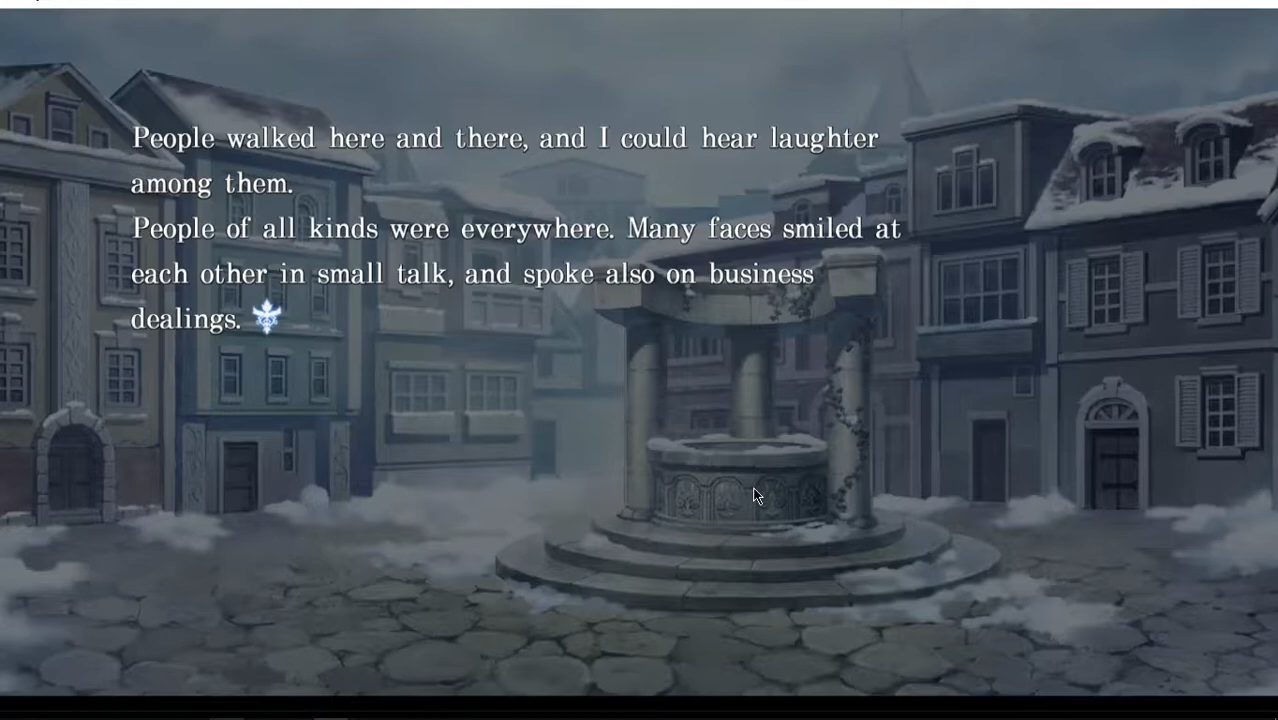 People walked here and there, and I could hear laughter
among them.
People of all kinds were everywhere. Many faces smiled at
each other in small talk, and spoke also on business
dealings.